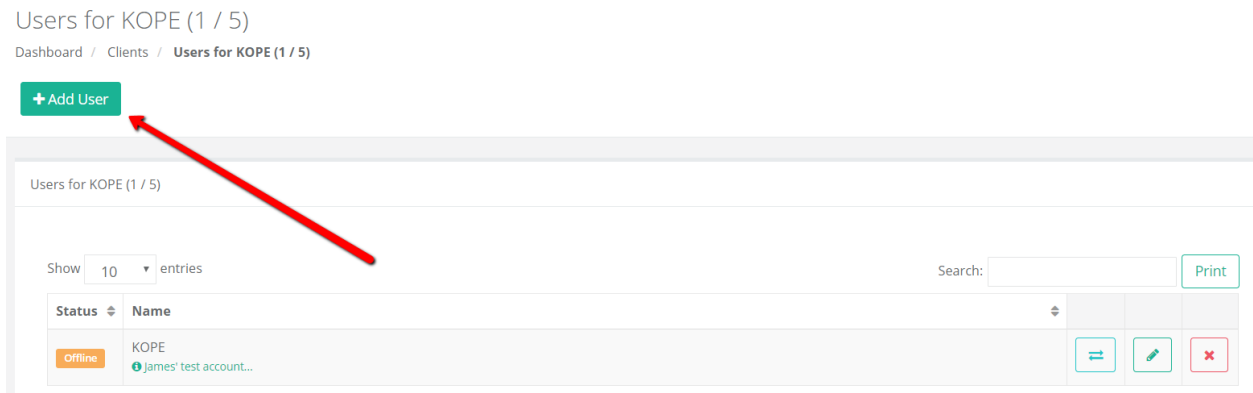 Users for KOPE (1 / 5)
Dashboard / Clients / Users for KOPE (1 / 5)
Add User
Users for KOPE (1 / 5)
Show 10 entries Search: Print
Status Name
Offline KOPE
James' test account...